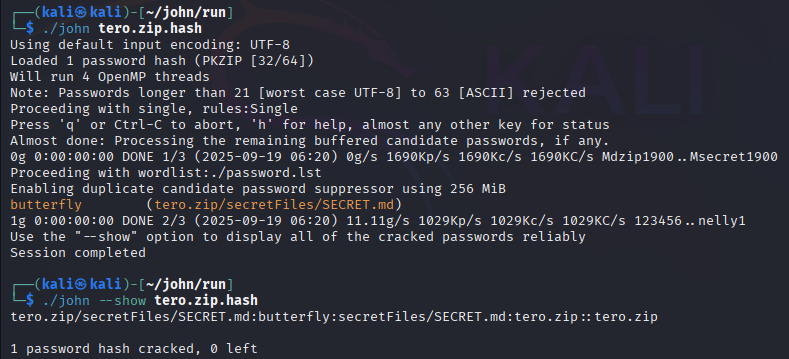 ┌──(kali㉿kali)-[~/john/run]
└─$ ./john tero.zip.hash
Using default input encoding: UTF-8
Loaded 1 password hash (PKZIP [32/64])
Will run 4 OpenMP threads
Note: Passwords longer than 21 [worst case UTF-8] to 63 [ASCII] rejected
Proceeding with single, rules:Single
Press 'q' or Ctrl-C to abort, 'h' for help, almost any other key for status
Almost done: Processing the remaining buffered candidate passwords, if any.
0g 0:00:00:00 DONE 1/3 (2025-09-19 06:20) 0g/s 1690Kp/s 1690Kc/s 1690KC/s Mdzip1900..Msecret1900
Proceeding with wordlist:./password.lst
Enabling duplicate candidate password suppressor using 256 MiB
butterfly        (tero.zip/secretFiles/SECRET.md)
1g 0:00:00:00 DONE 2/3 (2025-09-19 06:20) 11.11g/s 1029Kp/s 1029Kc/s 1029KC/s 123456..nelly1
Use the "--show" option to display all of the cracked passwords reliably
Session completed
┌──(kali㉿kali)-[~/john/run]
└─$ ./john --show tero.zip.hash
tero.zip/secretFiles/SECRET.md:butterfly:secretFiles/SECRET.md:tero.zip::tero.zip
1 password hash cracked, 0 left
KALI